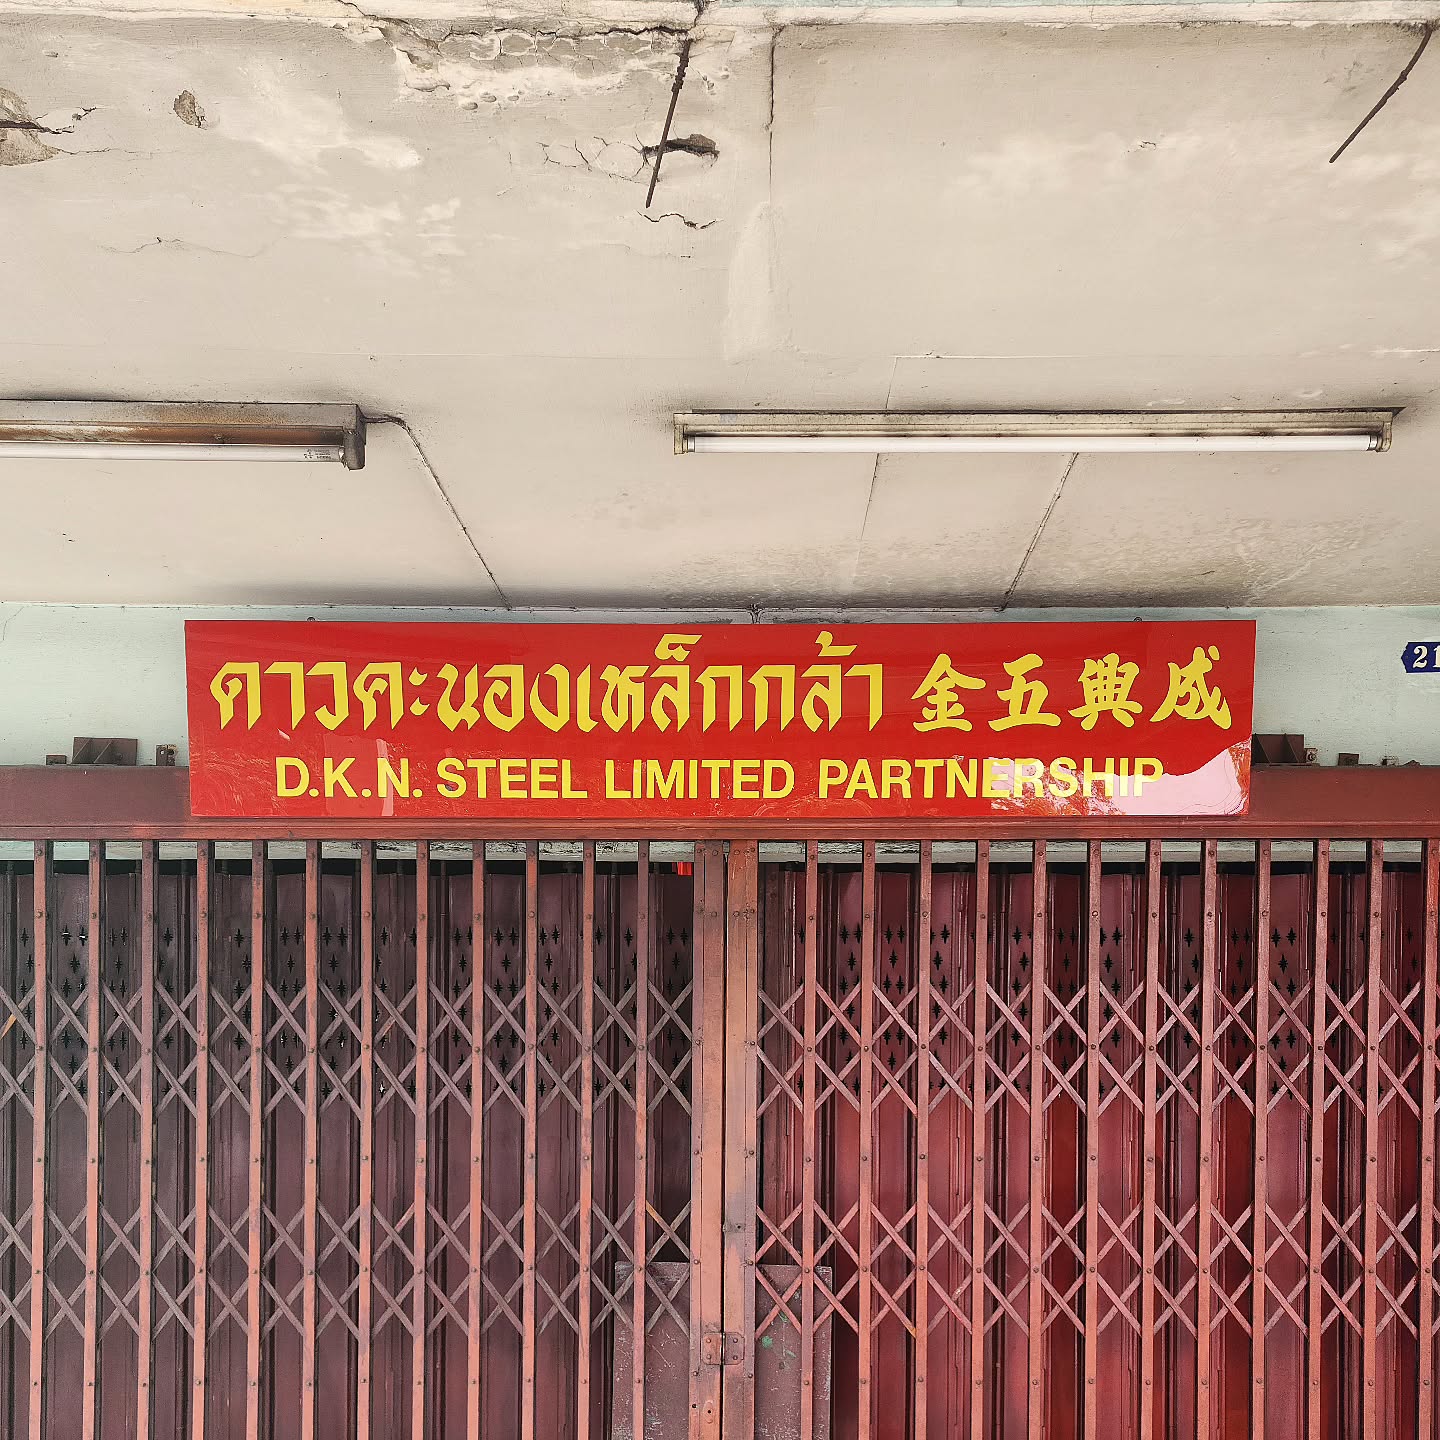 ดาวคะนองเหล็กกล้า 金五興成
D.K.N. STEEL LIMITED PARTNERSHIP